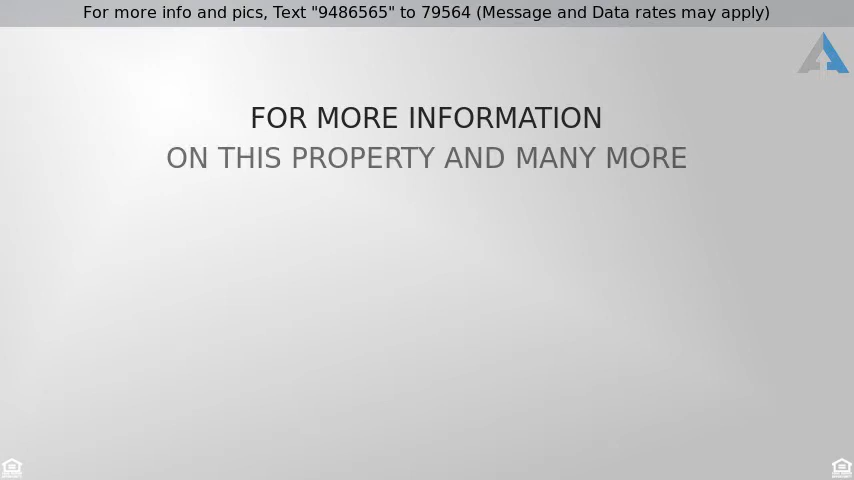 For more info and pics, Text "9486565" to 79564 (Message and Data rates may apply)
FOR MORE INFORMATION
ON THIS PROPERTY AND MANY MORE